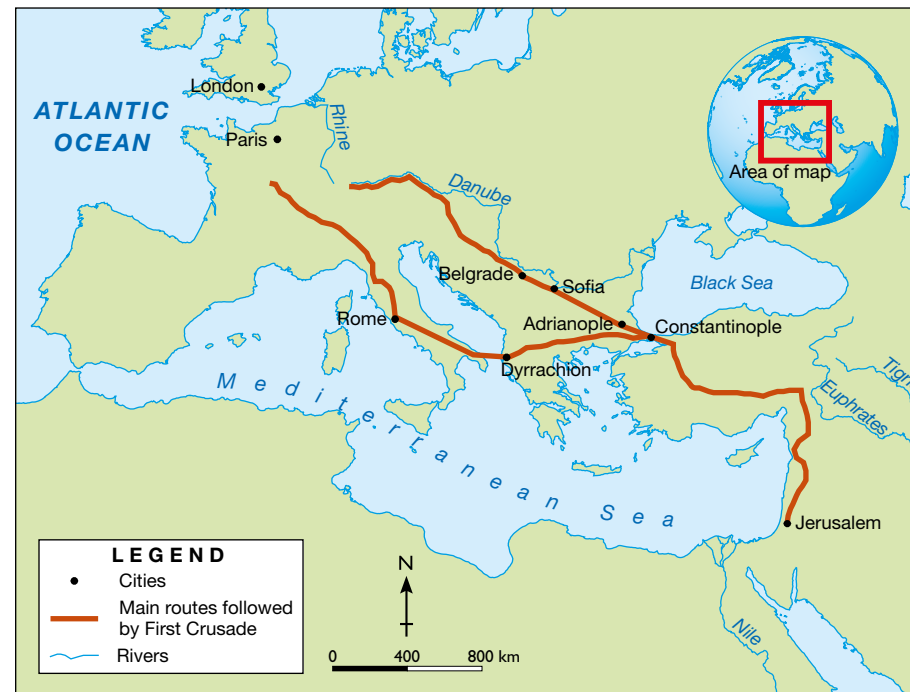 London
ATLANTIC
OCEAN
Paris
Rhine
Area of map
Danube
Belgrade
Sofia
Black Sea
Rome
Adrianople
Constantinople
Dyrrachion
Tigr
Euphrates
Mediterranean Sea
Jerusalem
LEGEND
Cities
Main routes followed
by First Crusade
Rivers
N
0 400 800 km
Nile